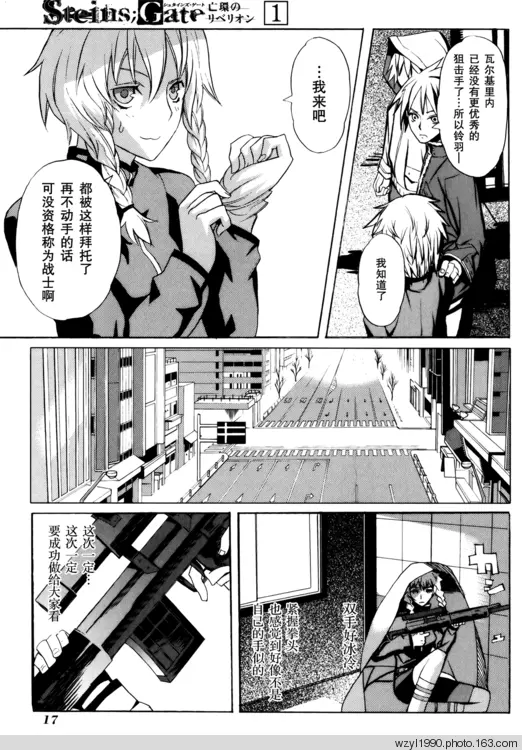 Steins;Gate
シュタインズ・ゲート
亡環の
リベリオン
1
瓦尔基里内
已经没有更优秀的
狙击手了…所以铃羽—
我知道了
…我来吧
都被这样拜托了
再不动手的话
可没资格称为战士啊
双手好冰冷
紧握拳头
也感觉到好像不是
自己的手似的
这次一定…
这次一定
要成功做给大家看
17
wzyl1990.photo.163.com